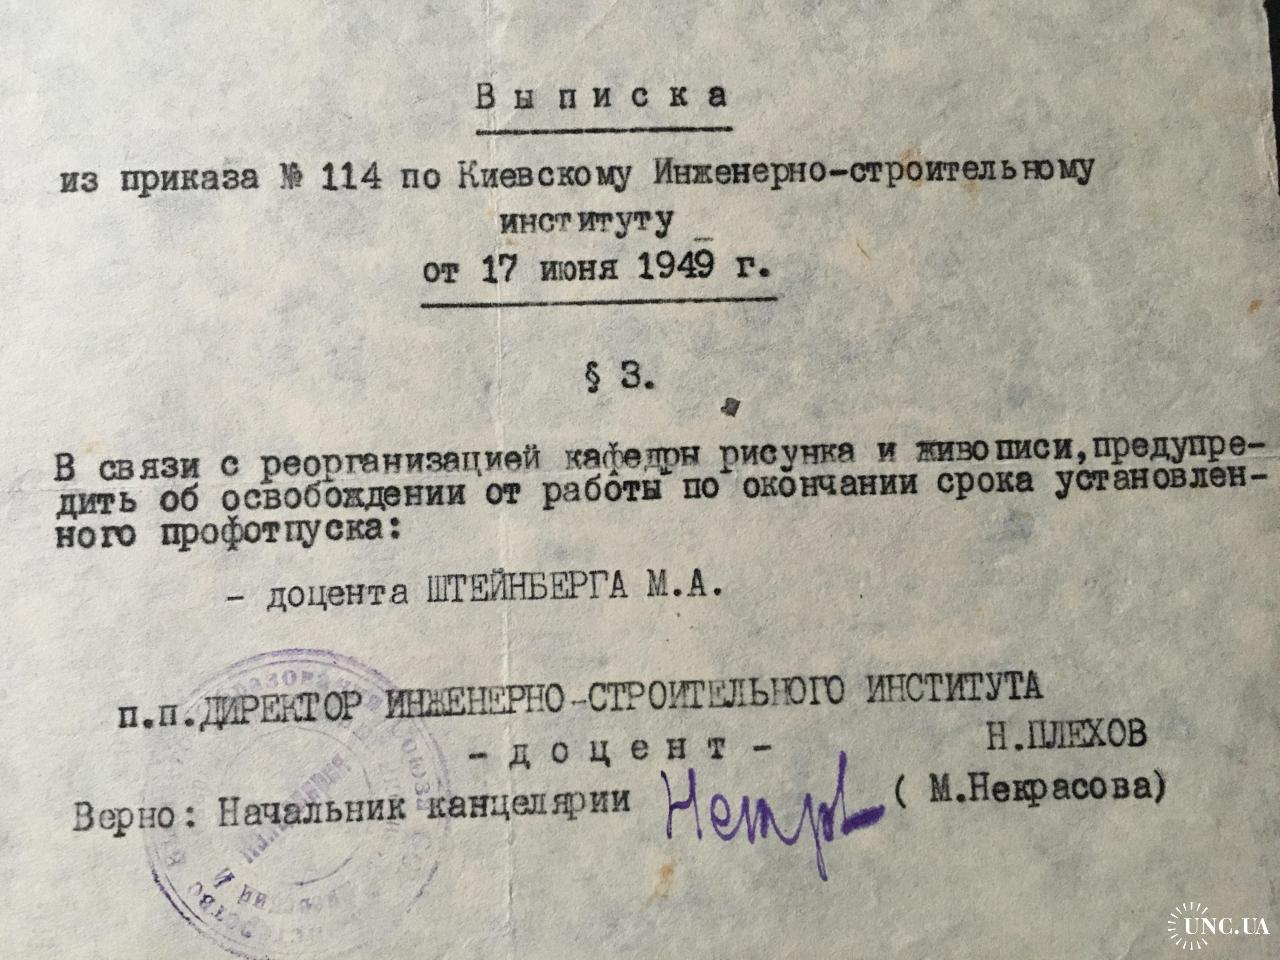 Выписка
из приказа № 114 по Киевскому Инженерно-строительному
институту
от 17 июня 1949 г.
§ 3.
В связи с реорганизацией кафедры рисунка и живописи, предупре-
дить об освобождении от работы по окончании срока установлен-
ного профотпуска:
- доцента ШТЕЙНБЕРГА М.А.
п.п. ДИРЕКТОР ИНЖЕНЕРНО-СТРОИТЕЛЬНОГО ИНСТИТУТА
- доцент - Н.ПЛЕХОВ
Верно: Начальник канцелярии (М.Некрасова)
UNC.UA